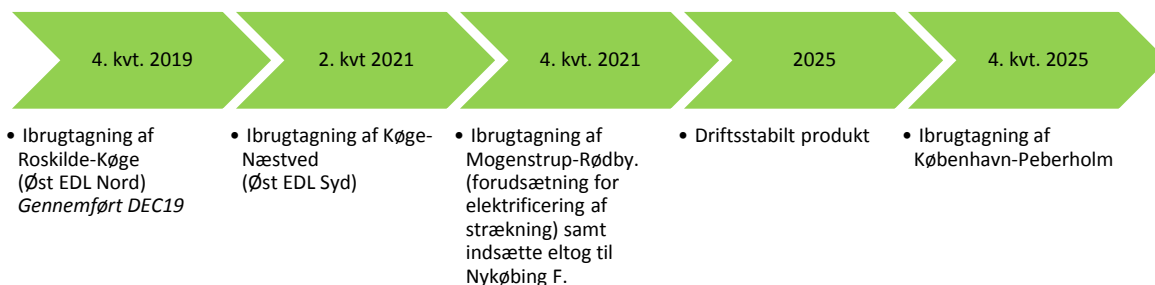 4. kvt. 2019
2. kvt 2021
4. kvt. 2021
2025
4. kvt. 2025
• Ibrugtagning af
Roskilde-Køge
(Øst EDL Nord)
Gennemført DEC19
• Ibrugtagning af Køge-
Næstved
(Øst EDL Syd)
• Ibrugtagning af
Mogenstrup-Rødby.
(forudsætning for
elektrificering af
strækning) samt
indsætte eltog til
Nykøbing F.
• Driftsstabilt produkt
• Ibrugtagning af
København-Peberholm